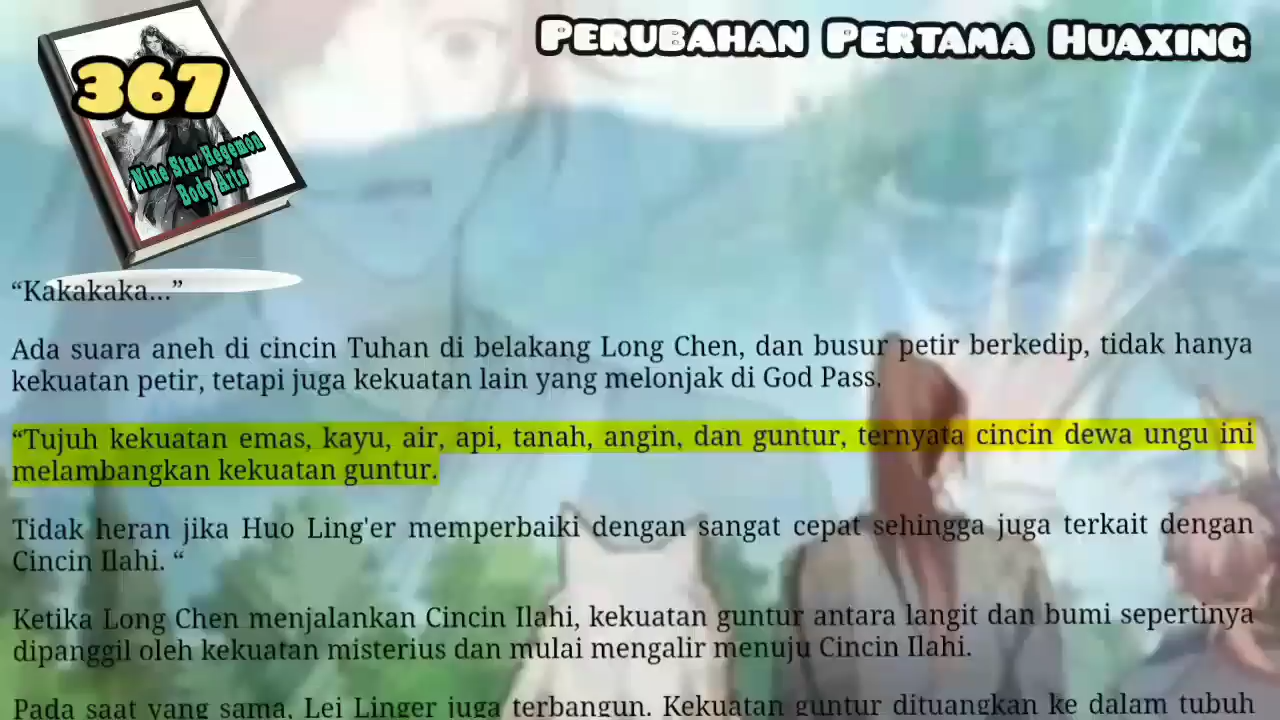 PERUBAHAN PERTAMA HUAXING
367
Nine Star Hegemon
Body Arts
“Kakakaka...”
Ada suara aneh di cincin Tuhan di belakang Long Chen, dan busur petir berkedip, tidak hanya
kekuatan petir, tetapi juga kekuatan lain yang melonjak di God Pass.
“Tujuh kekuatan emas, kayu, air, api, tanah, angin, dan guntur, ternyata cincin dewa ungu ini
melambangkan kekuatan guntur.
Tidak heran jika Huo Ling'er memperbaiki dengan sangat cepat sehingga juga terkait dengan
Cincin Ilahi. “
Ketika Long Chen menjalankan Cincin Ilahi, kekuatan guntur antara langit dan bumi sepertinya
dipanggil oleh kekuatan misterius dan mulai mengalir menuju Cincin Ilahi.
Pada saat yang sama, Lei Linger juga terbangun. Kekuatan guntur dituangkan ke dalam tubuh